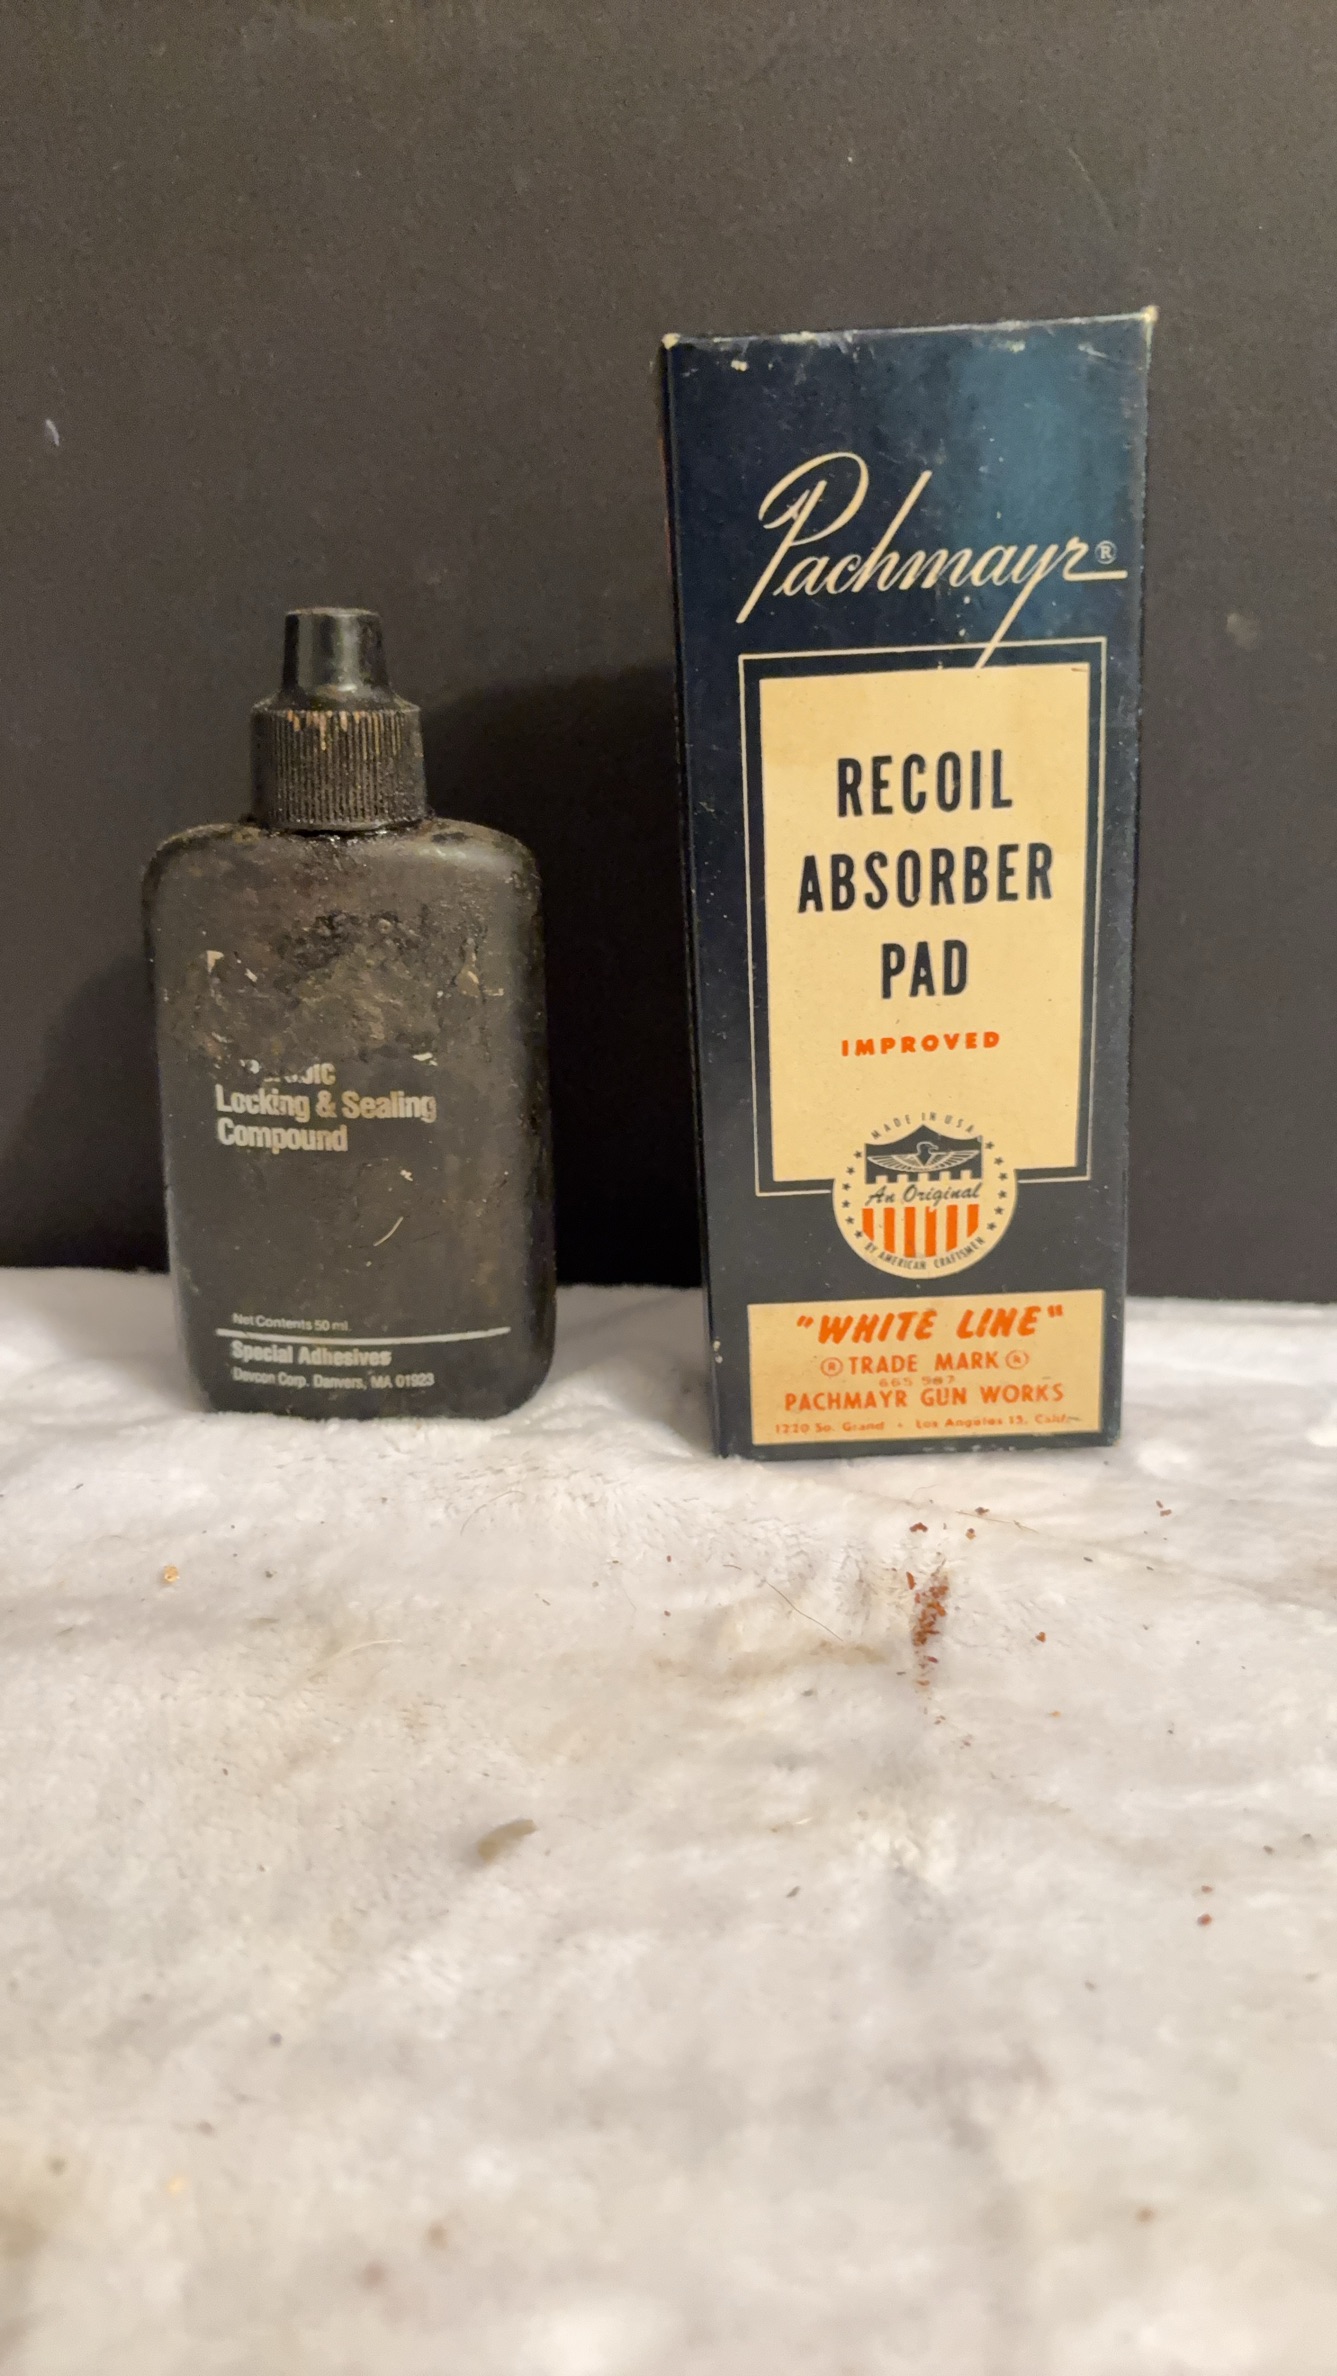 Locking & Sealing
Compound
Net Contents 50 ml.
Special Adhesives
Devcon Corp. Danvers, MA 01923
Pachmayr®
RECOIL
ABSORBER
PAD
IMPROVED
MADE IN USA
An Original
BY AMERICAN CRAFTSMEN
"WHITE LINE"
® TRADE MARK ®
665 987
PACHMAYR GUN WORKS
1220 So. Grand • Los Angeles 15, Calif.